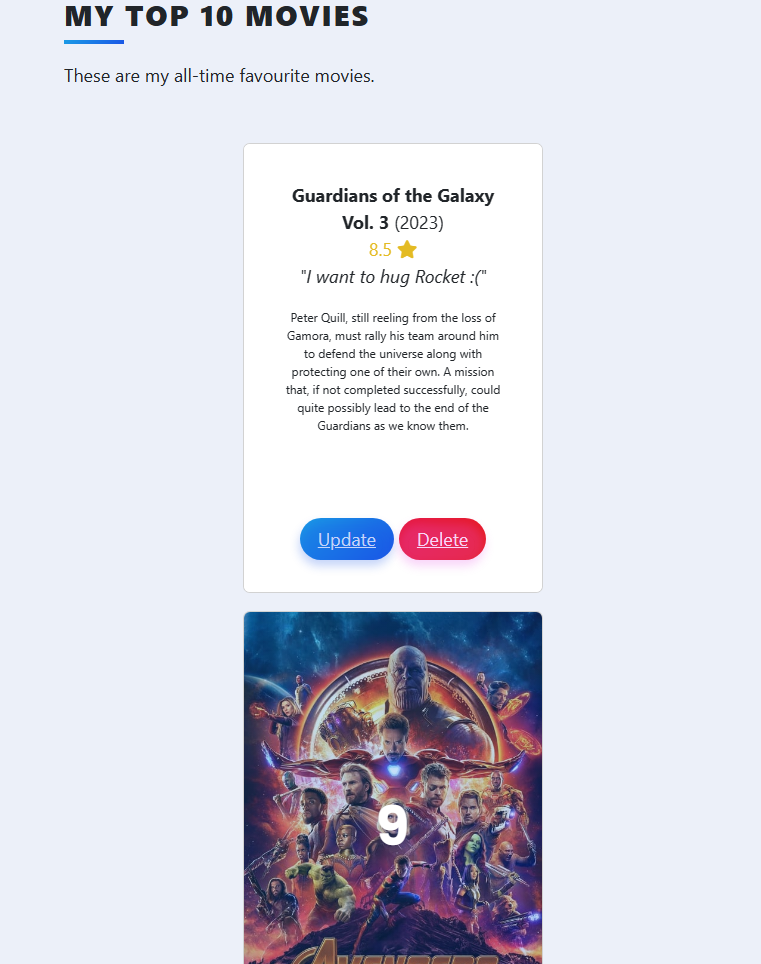 MY TOP 10 MOVIES
These are my all-time favourite movies.
Guardians of the Galaxy
Vol. 3 (2023)
8.5
"I want to hug Rocket :("
Peter Quill, still reeling from the loss of
Gamora, must rally his team around him
to defend the universe along with
protecting one of their own. A mission
that, if not completed successfully, could
quite possibly lead to the end of the
Guardians as we know them.
Update Delete
9
AVENGERS